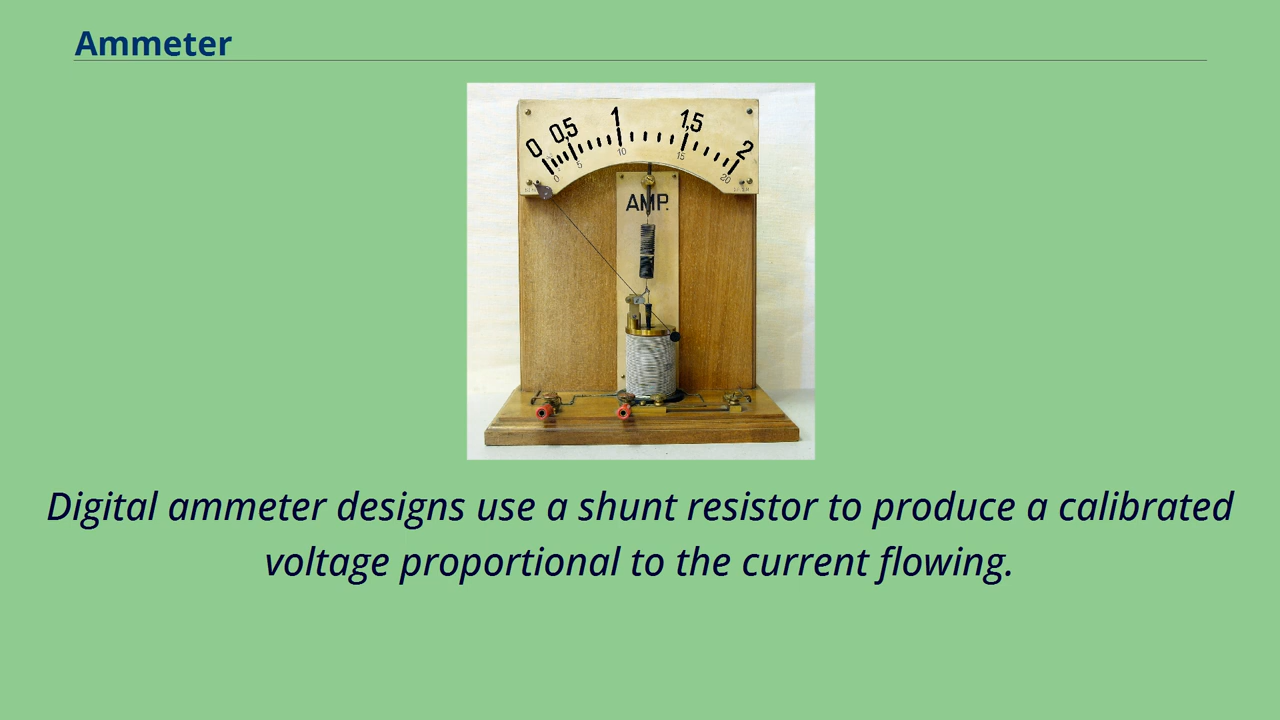 Ammeter
0 0,5 1 1,5 2
0 5 10 15 20
AMP.
Digital ammeter designs use a shunt resistor to produce a calibrated
voltage proportional to the current flowing.